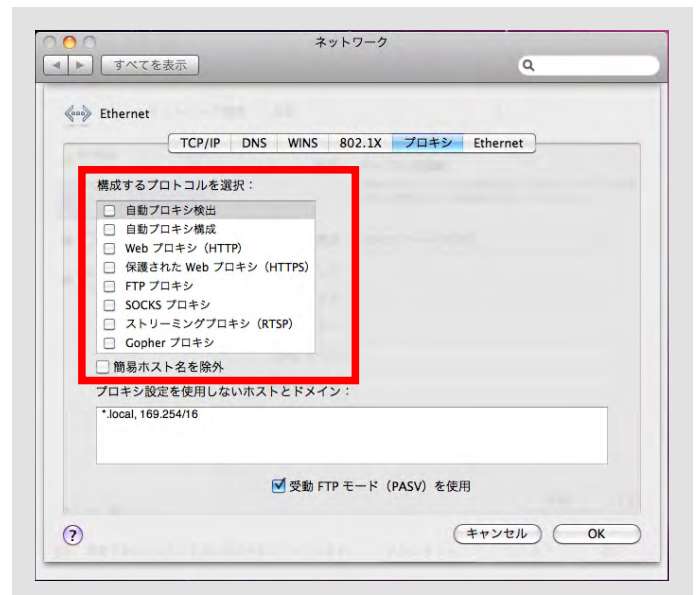 ネットワーク
すべてを表示
Ethernet
TCP/IP DNS WINS 802.1X プロキシ Ethernet
構成するプロトコルを選択：
自動プロキシ検出
自動プロキシ構成
Web プロキシ（HTTP）
保護された Web プロキシ（HTTPS）
FTP プロキシ
SOCKS プロキシ
ストリーミングプロキシ（RTSP）
Gopher プロキシ
簡易ホスト名を除外
プロキシ設定を使用しないホストとドメイン：
*.local, 169.254/16
受動 FTP モード（PASV）を使用
?
キャンセル OK